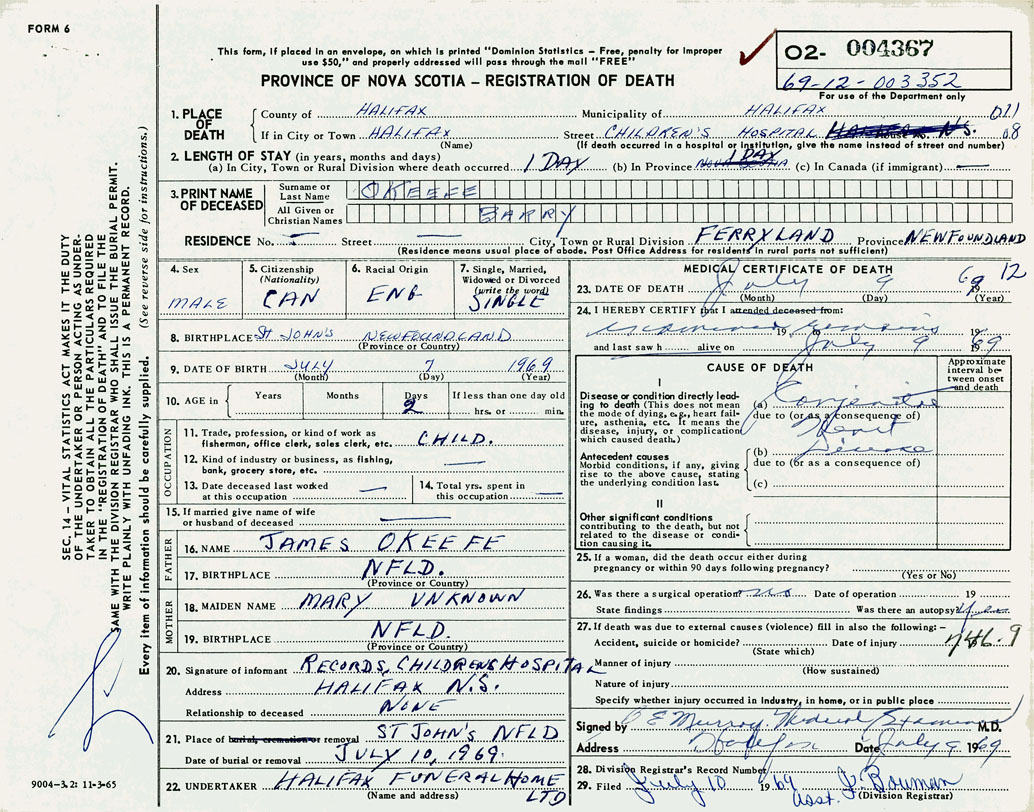 FORM 6
This form, if placed in an envelope, on which is printed "Dominion Statistics – Free, penalty for improper
use $50," and properly addressed will pass through the mail "FREE"
PROVINCE OF NOVA SCOTIA – REGISTRATION OF DEATH
02- 004367
69-12-003352
For use of the Department only
1. PLACE OF DEATH
County of HALIFAX Municipality of HALIFAX 011
If in City or Town HALIFAX Street CHILDREN'S HOSPITAL N.S. 08
(Name) (If death occurred in a hospital or institution, give the name instead of street and number)
2. LENGTH OF STAY (in years, months and days)
(a) In City, Town or Rural Division where death occurred 1 DAY (b) In Province NOVA SCOTIA 1 DAY (c) In Canada (if immigrant) —
3. PRINT NAME OF DECEASED
Surname or Last Name OKEEFE
All Given or Christian Names BARRY
RESIDENCE No. – Street — City, Town or Rural Division FERRYLAND Province NEWFOUNDLAND
(Residence means usual place of abode. Post Office Address for residents in rural parts not sufficient)
4. Sex MALE
5. Citizenship (Nationality) CAN
6. Racial Origin ENG
7. Single, Married, Widowed or Divorced (write the word) SINGLE
8. BIRTHPLACE ST JOHN'S NEWFOUNDLAND
(Province or Country)
9. DATE OF BIRTH JULY 7 1969
(Month) (Day) (Year)
10. AGE in Years Months Days 2 If less than one day old hrs. or min.
OCCUPATION
11. Trade, profession, or kind of work as fisherman, office clerk, sales clerk, etc. CHILD.
12. Kind of industry or business, as fishing, bank, grocery store, etc. —
13. Date deceased last worked at this occupation —
14. Total yrs. spent in this occupation —
15. If married give name of wife or husband of deceased —
FATHER
16. NAME JAMES OKEEFE
17. BIRTHPLACE NFLD.
(Province or Country)
MOTHER
18. MAIDEN NAME MARY UNKNOWN
19. BIRTHPLACE NFLD.
(Province or Country)
20. Signature of informant RECORDS, CHILDRENS HOSPITAL
Address HALIFAX N.S.
Relationship to deceased NONE
21. Place of burial, cremation or removal ST JOHN'S NFLD
Date of burial or removal JULY 10, 1969.
22. UNDERTAKER HALIFAX FUNERAL HOME LTD
(Name and address)
MEDICAL CERTIFICATE OF DEATH
23. DATE OF DEATH July 9 1969 12
(Month) (Day) (Year)
24. I HEREBY CERTIFY that I attended deceased from:
19 to
and last saw h alive on July 9 1969
CAUSE OF DEATH
Approximate interval between onset and death
I
Disease or condition directly leading to death (This does not mean the mode of dying, e.g., heart failure, asthenia, etc. It means the disease, injury, or complication which caused death.)
(a) Congenital
due to (or as a consequence of)
Heart
Antecedent causes
Morbid conditions, if any, giving rise to the above cause, stating the underlying condition last.
(b) Disease
due to (or as a consequence of)
(c)
II
Other significant conditions contributing to the death, but not related to the disease or condition causing it.
25. If a woman, did the death occur either during pregnancy or within 90 days following pregnancy?
(Yes or No)
26. Was there a surgical operation no Date of operation 19
State findings Was there an autopsy?
27. If death was due to external causes (violence) fill in also the following: –
Accident, suicide or homicide? Date of injury 746.9
(State which)
Manner of injury
(How sustained)
Nature of injury
Specify whether injury occurred in Industry, in home, or in public place
Signed by C E Murray. Medical Examiner M.D.
Address Halifax Date July 9 1969
28. Division Registrar's Record Number
29. Filed July 10 1969 Asst. J. Bowman
(Division Registrar)
SEC. 14 – VITAL STATISTICS ACT MAKES IT THE DUTY
OF THE UNDERTAKER OR PERSON ACTING AS UNDER-
TAKER TO OBTAIN ALL THE PARTICULARS REQUIRED
IN THE "REGISTRATION OF DEATH" AND TO FILE THE
SAME WITH THE DIVISION REGISTRAR WHO SHALL ISSUE THE BURIAL PERMIT.
WRITE PLAINLY WITH UNFADING INK. THIS IS A PERMANENT RECORD.
Every item of information should be carefully supplied. (See reverse side for instructions.)
9004-3.2: 11-3-65